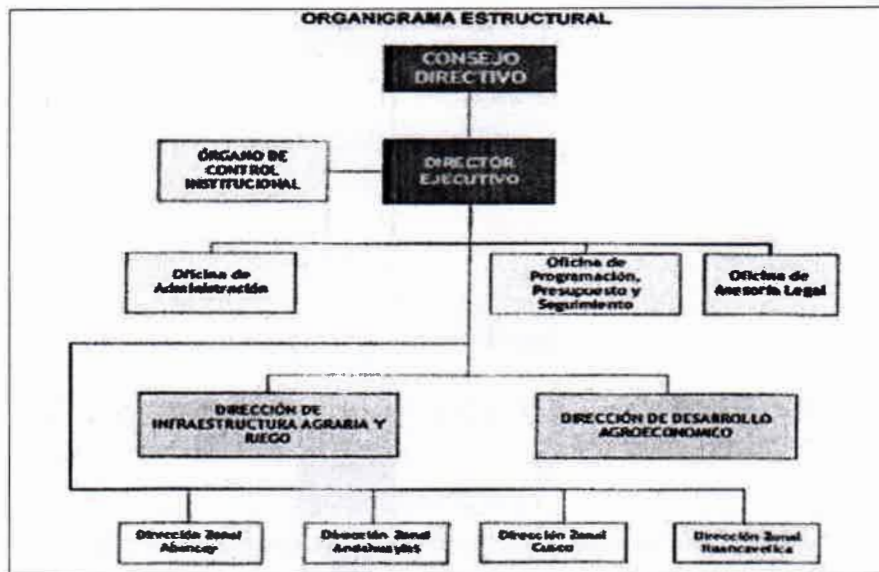 ORGANIGRAMA ESTRUCTURAL
CONSEJO
DIRECTIVO
ÓRGANO DE
CONTROL
INSTITUCIONAL
DIRECTOR
EJECUTIVO
Oficina de
Administración
Oficina de
Programación,
Presupuesto y
Seguimiento
Oficina de
Asesoría Legal
DIRECCIÓN DE
INFRAESTRUCTURA AGRARIA Y
RIEGO
DIRECCIÓN DE DESARROLLO
AGROECONOMICO
Dirección Zonal
Abancay
Dirección Zonal
Andahuaylas
Dirección Zonal
Cusco
Dirección Zonal
Huancavelica